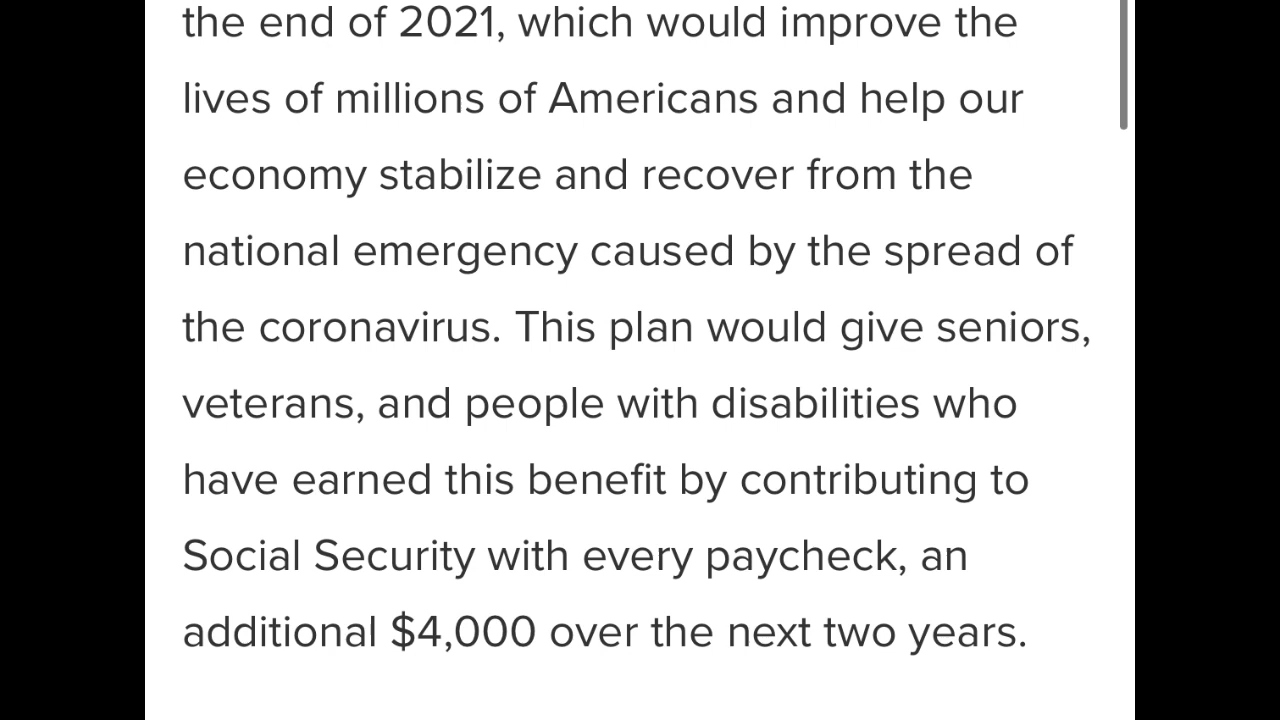 the end of 2021, which would improve the
lives of millions of Americans and help our
economy stabilize and recover from the
national emergency caused by the spread of
the coronavirus. This plan would give seniors,
veterans, and people with disabilities who
have earned this benefit by contributing to
Social Security with every paycheck, an
additional $4,000 over the next two years.